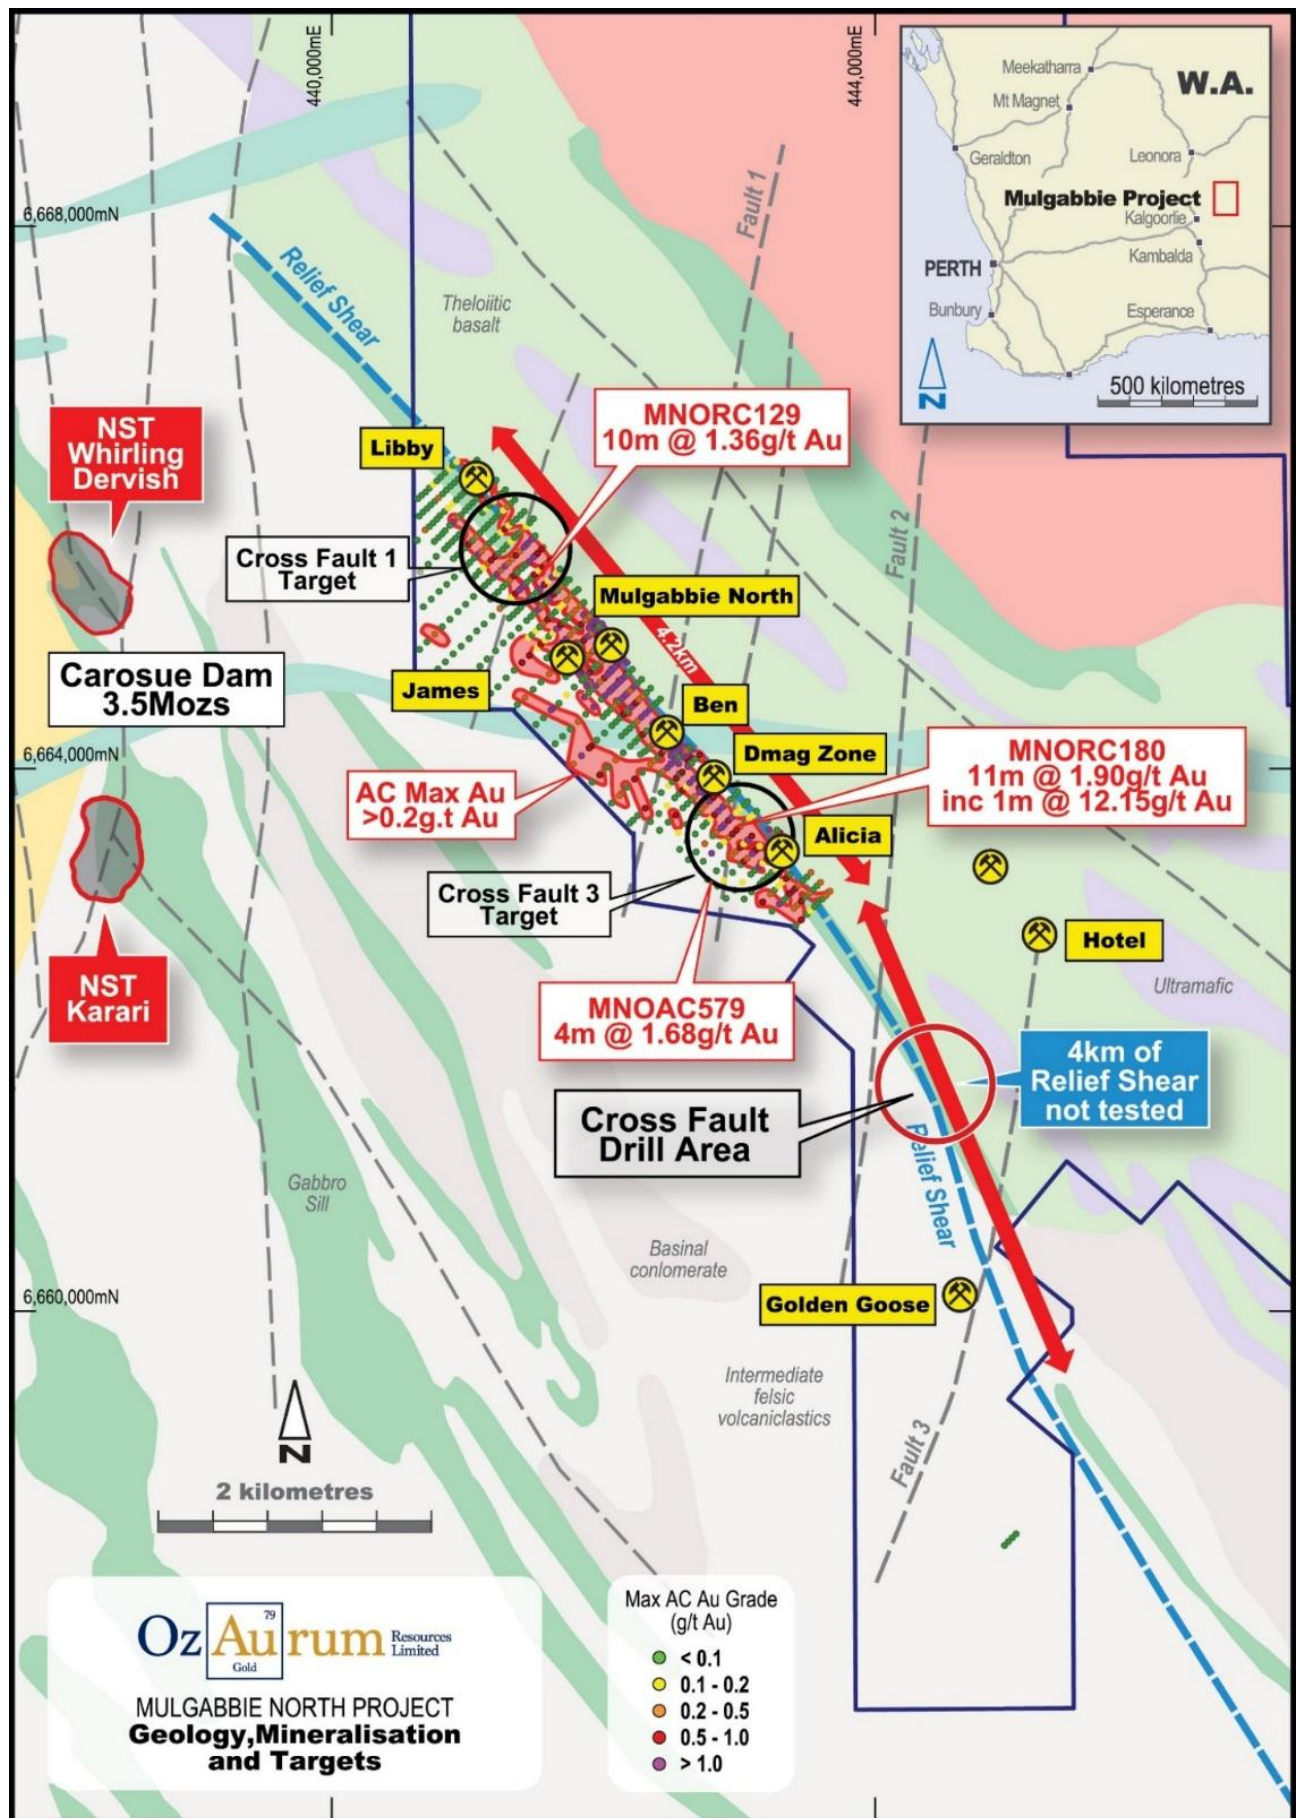 440,000mE
444,000mE
6,668,000mN
6,664,000mN
6,660,000mN
Meekatharra
Mt Magnet
W.A.
Geraldton
Leonora
Mulgabbie Project
Kalgoorlie
Kambalda
PERTH
Bunbury
Esperance
N
500 kilometres
Fault 1
Relief Shear
Theloiitic
basalt
NST
Whirling
Dervish
Libby
MNORC129
10m @ 1.36g/t Au
Fault 2
Cross Fault 1
Target
Mulgabbie North
4.2km
Carosue Dam
3.5Mozs
James
Ben
Dmag Zone
MNORC180
11m @ 1.90g/t Au
inc 1m @ 12.15g/t Au
AC Max Au
>0.2g.t Au
Alicia
Cross Fault 3
Target
Hotel
NST
Karari
Ultramafic
MNOAC579
4m @ 1.68g/t Au
4km of
Relief Shear
not tested
Cross Fault
Drill Area
Relief Shear
Gabbro
Sill
Basinal
conlomerate
Golden Goose
Intermediate
felsic
volcaniclastics
Fault 3
N
2 kilometres
79
Oz Au rum Resources
Limited
Gold
MULGABBIE NORTH PROJECT
Geology,Mineralisation
and Targets
Max AC Au Grade
(g/t Au)
< 0.1
0.1 - 0.2
0.2 - 0.5
0.5 - 1.0
> 1.0